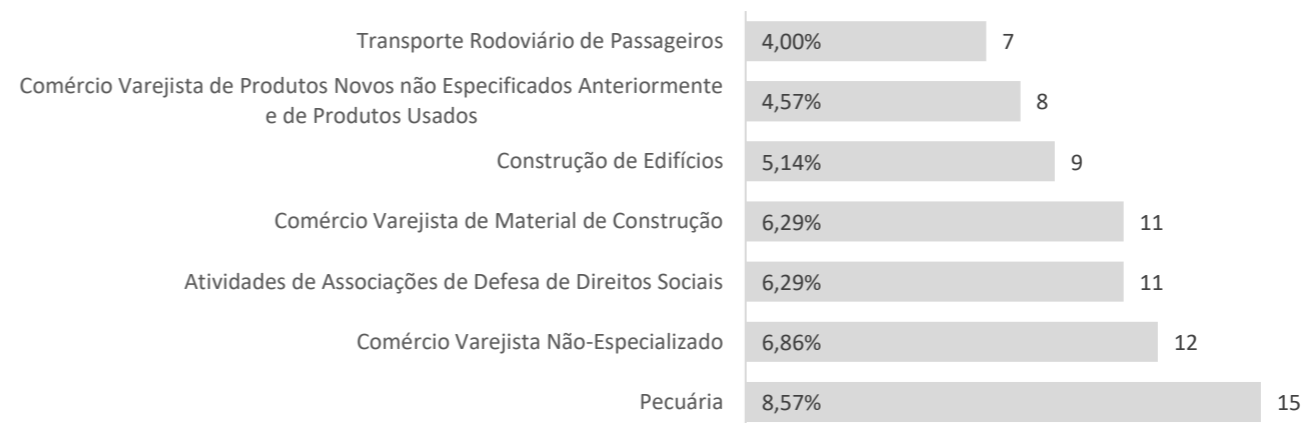 Transporte Rodoviário de Passageiros 4,00% 7
Comércio Varejista de Produtos Novos não Especificados Anteriormente
e de Produtos Usados 4,57% 8
Construção de Edifícios 5,14% 9
Comércio Varejista de Material de Construção 6,29% 11
Atividades de Associações de Defesa de Direitos Sociais 6,29% 11
Comércio Varejista Não-Especializado 6,86% 12
Pecuária 8,57% 15